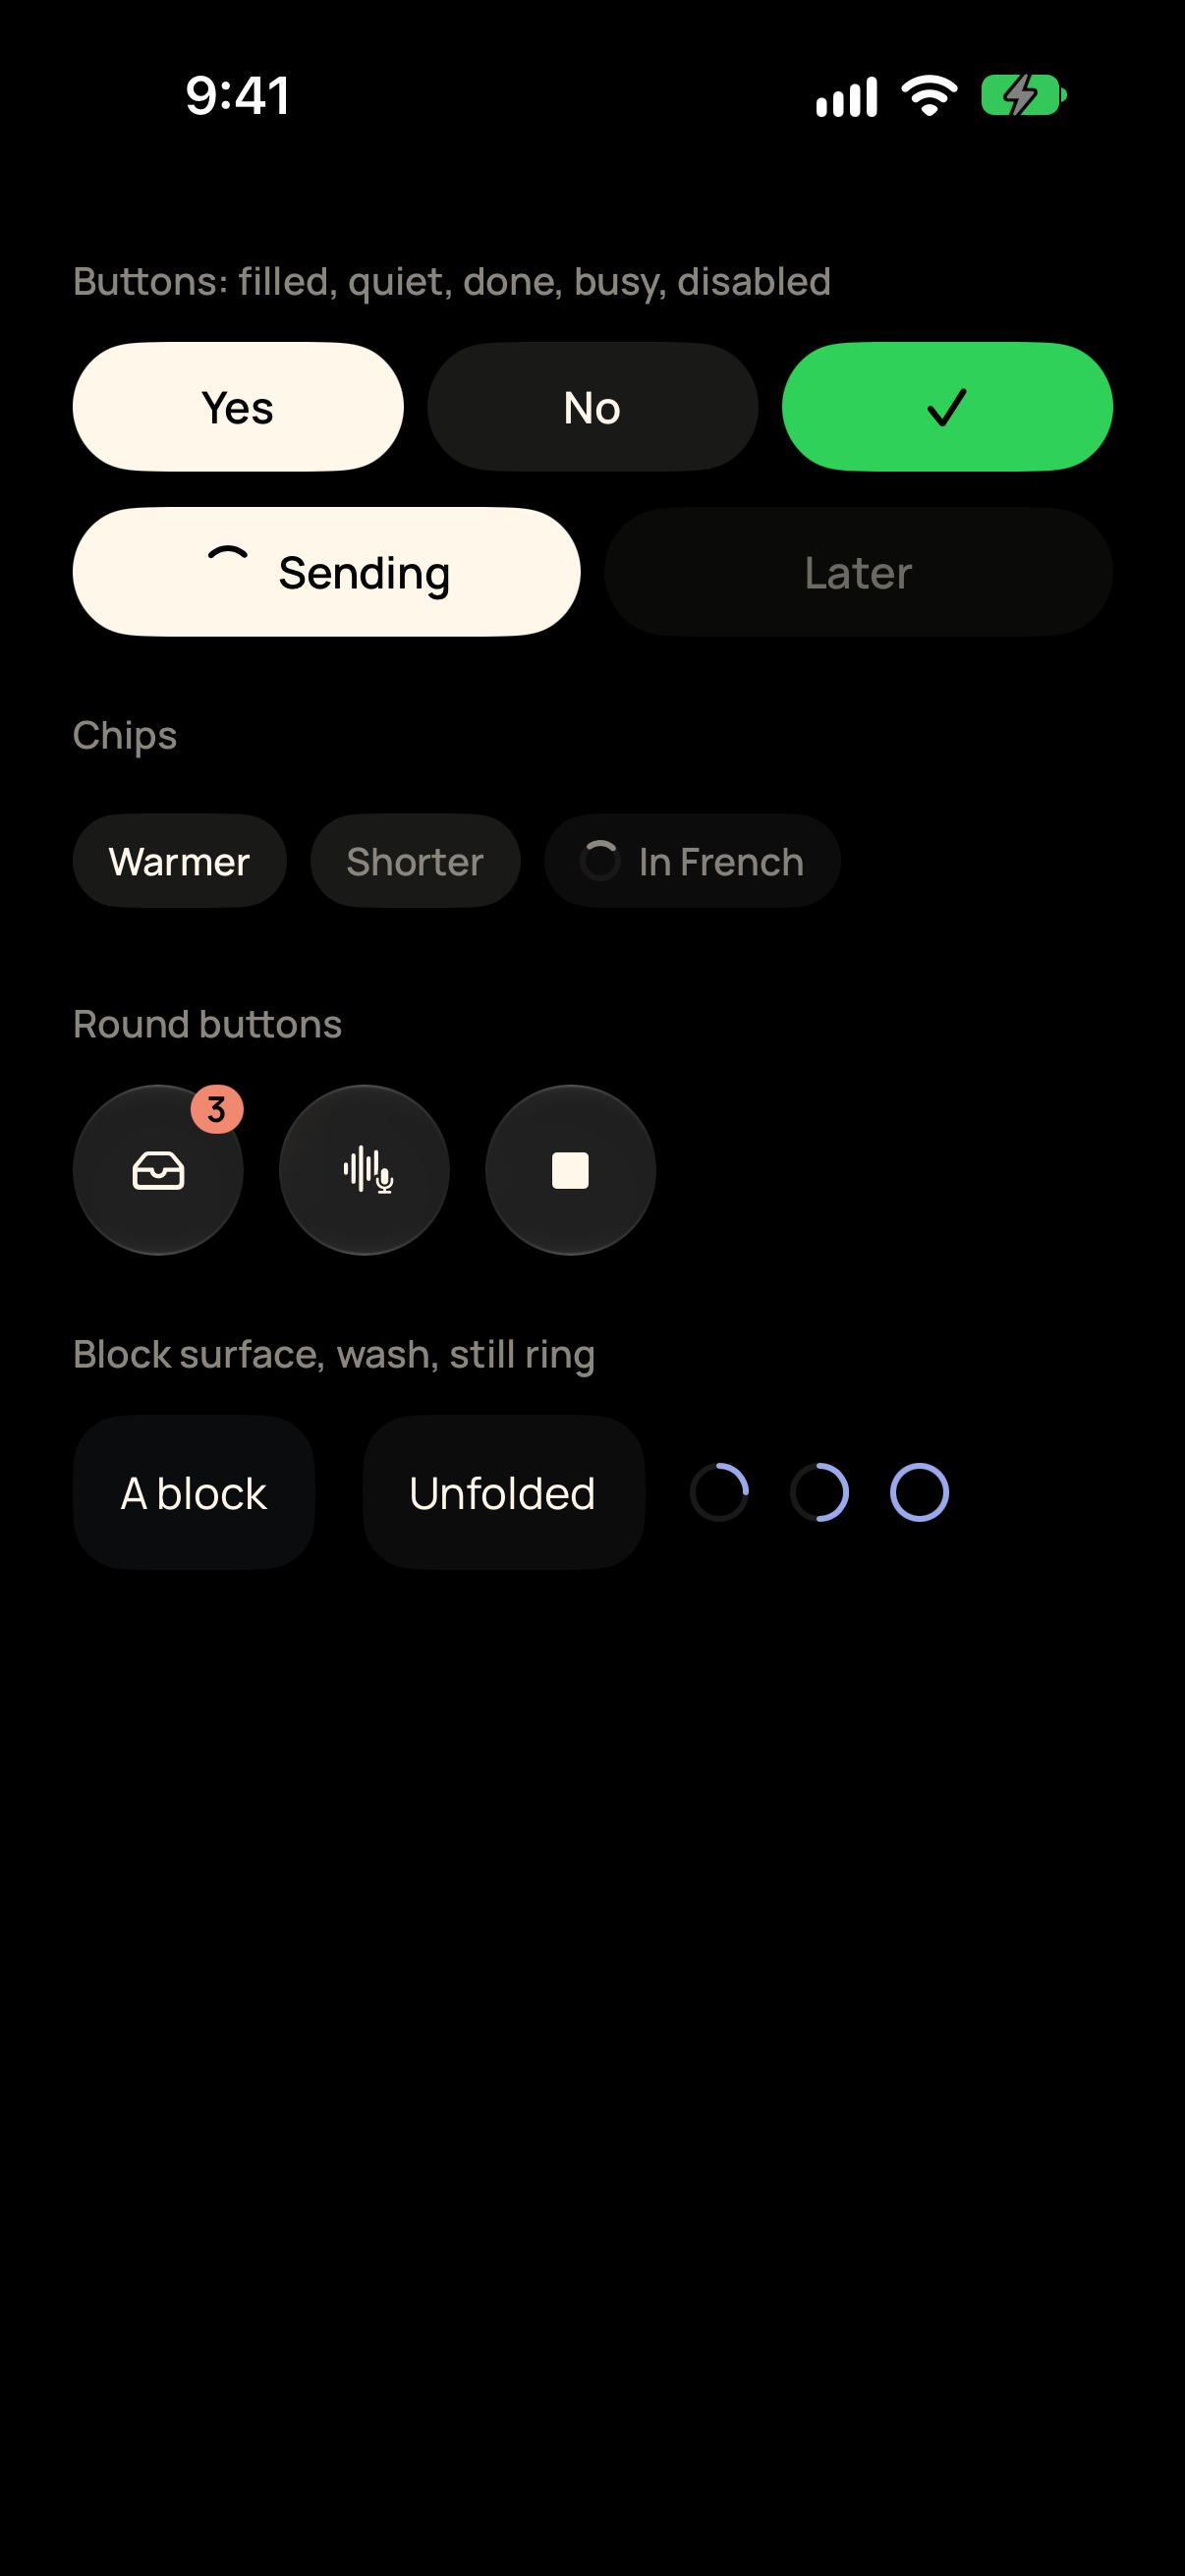 9:41
Buttons: filled, quiet, done, busy, disabled
Yes No
Sending Later
Chips
Warmer Shorter In French
Round buttons
3
Block surface, wash, still ring
A block Unfolded